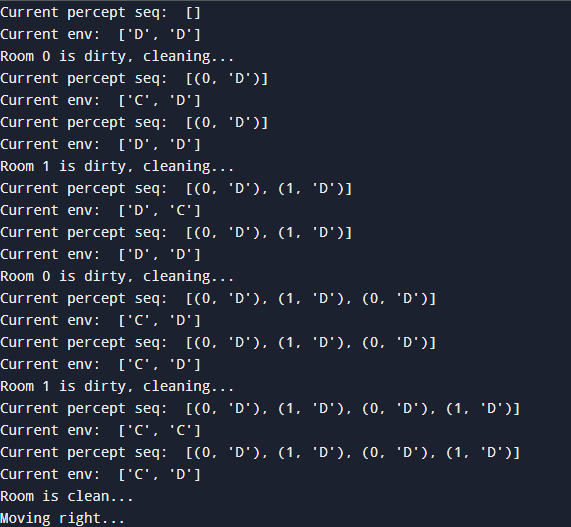 Current percept seq:  []
Current env:  ['D', 'D']
Room 0 is dirty, cleaning...
Current percept seq:  [(0, 'D')]
Current env:  ['C', 'D']
Current percept seq:  [(0, 'D')]
Current env:  ['D', 'D']
Room 1 is dirty, cleaning...
Current percept seq:  [(0, 'D'), (1, 'D')]
Current env:  ['D', 'C']
Current percept seq:  [(0, 'D'), (1, 'D')]
Current env:  ['D', 'D']
Room 0 is dirty, cleaning...
Current percept seq:  [(0, 'D'), (1, 'D'), (0, 'D')]
Current env:  ['C', 'D']
Current percept seq:  [(0, 'D'), (1, 'D'), (0, 'D')]
Current env:  ['C', 'D']
Room 1 is dirty, cleaning...
Current percept seq:  [(0, 'D'), (1, 'D'), (0, 'D'), (1, 'D')]
Current env:  ['C', 'C']
Current percept seq:  [(0, 'D'), (1, 'D'), (0, 'D'), (1, 'D')]
Current env:  ['C', 'D']
Room is clean...
Moving right...